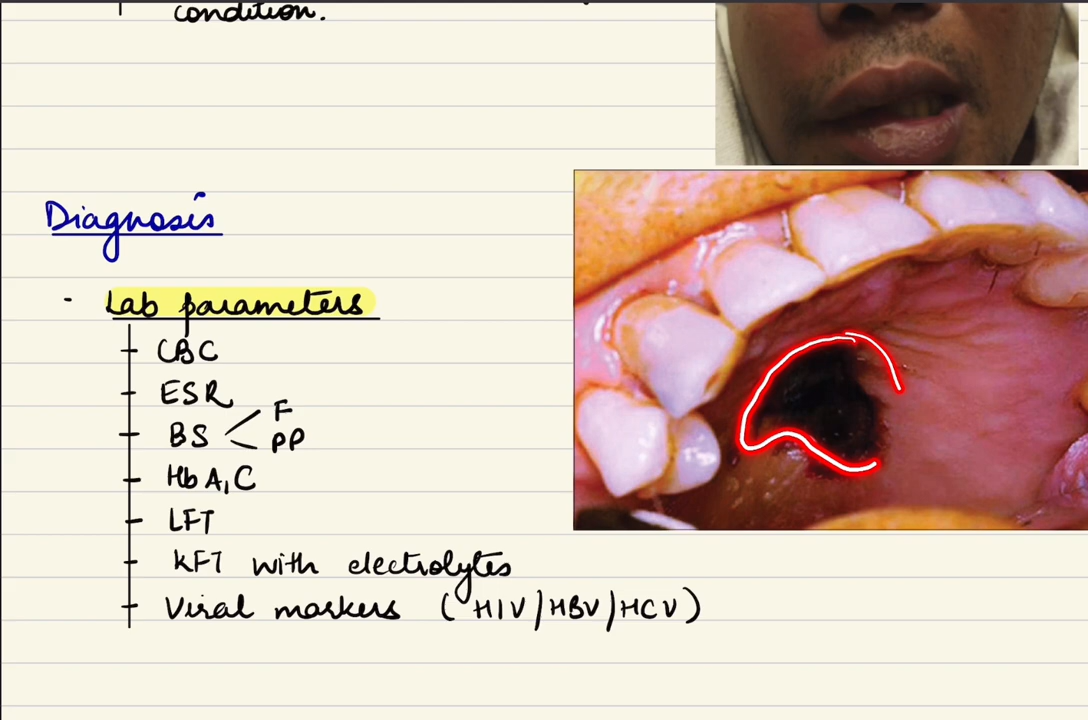 condition.
Diagnosis
· Lab parameters
CBC
ESR
BS F
PP
HbA1C
LFT
KFT with electrolytes
Viral markers (HIV/HBV/HCV)